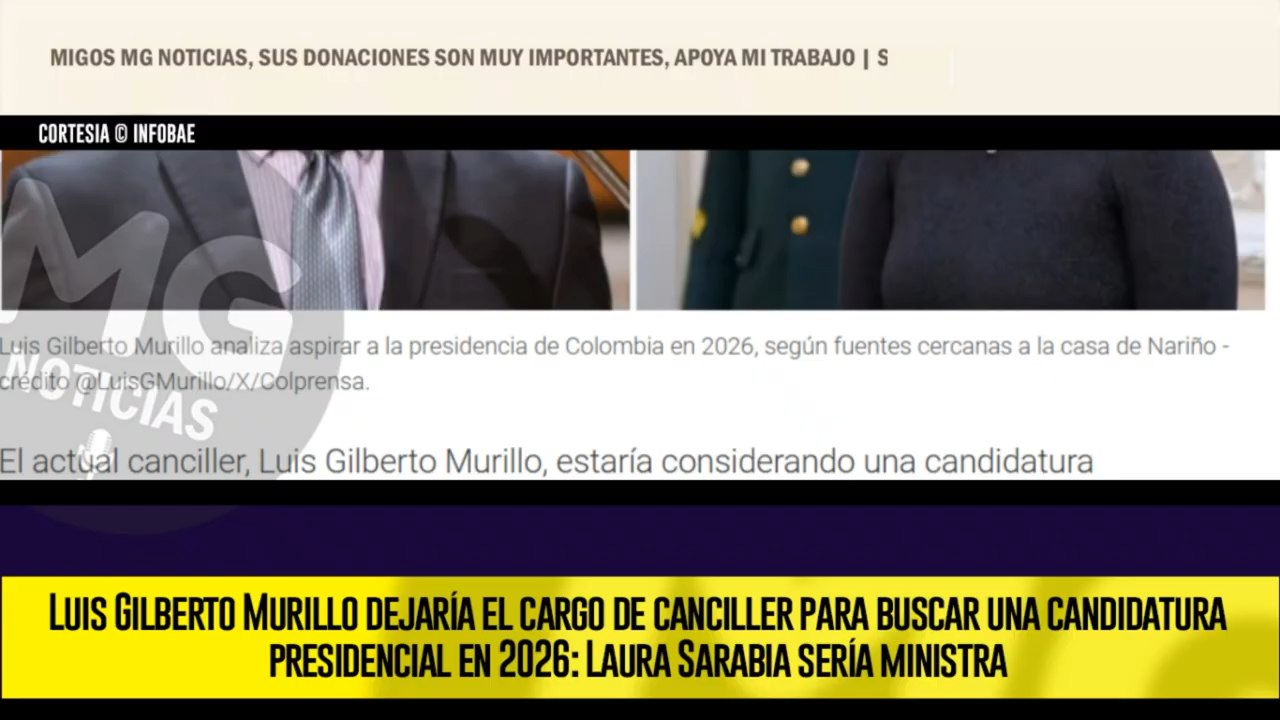 MIGOS MG NOTICIAS, SUS DONACIONES SON MUY IMPORTANTES, APOYA MI TRABAJO | S
CORTESIA © INFOBAE
MG
NOTICIAS
Luis Gilberto Murillo analiza aspirar a la presidencia de Colombia en 2026, según fuentes cercanas a la casa de Nariño -
crédito @LuisGMurillo/X/Colprensa.
El actual canciller, Luis Gilberto Murillo, estaría considerando una candidatura
LUIS GILBERTO MURILLO DEJARÍA EL CARGO DE CANCILLER PARA BUSCAR UNA CANDIDATURA
PRESIDENCIAL EN 2026: LAURA SARABIA SERÍA MINISTRA